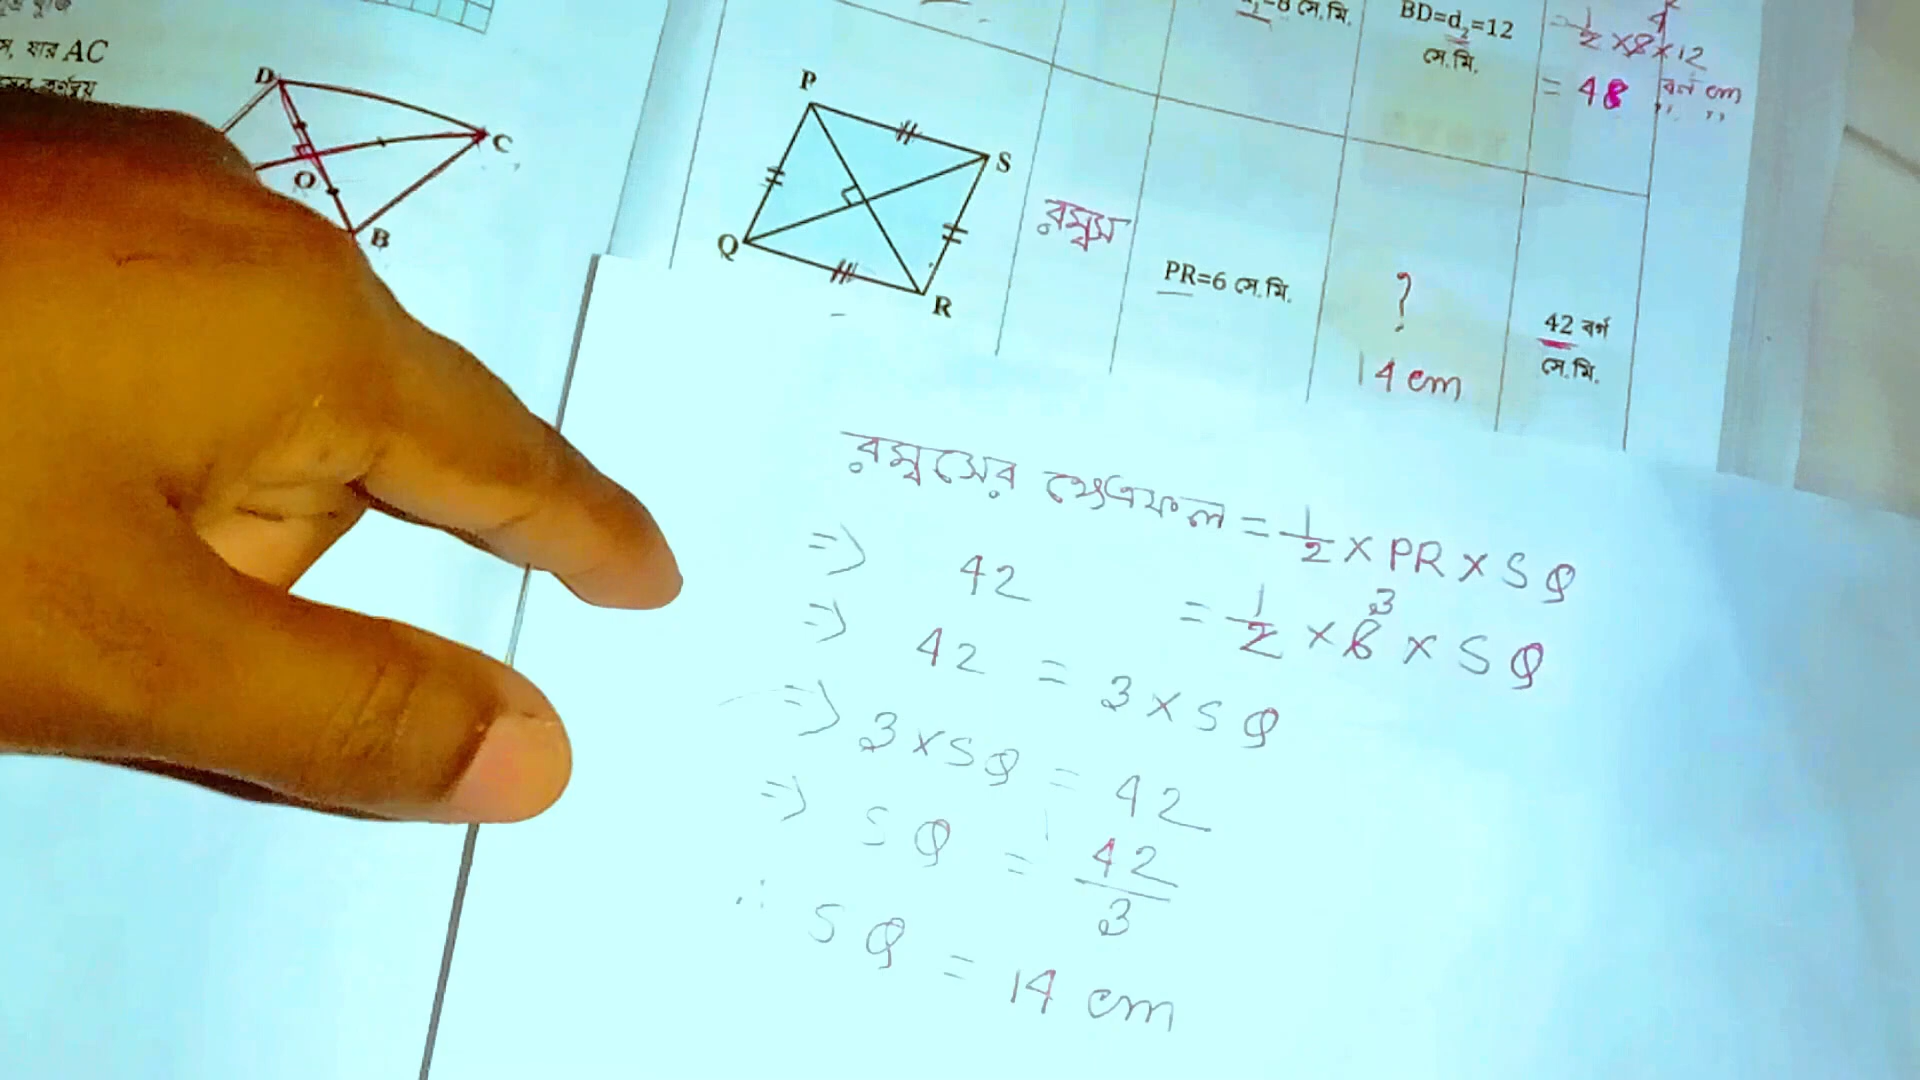 যার AC
D
C
O
B
P
S
Q
R
রম্বস
PR=6 সে.মি.
?
14 cm
42 বর্গ
সে.মি.
BD=d₂=12
সে.মি.
= 1/2 × 8 × 12
4
= 48 বর্গ cm
রম্বসের ক্ষেত্রফল = 1/2 × PR × SQ
=> 42 = 1/2 × 6 × SQ
3
=> 42 = 3 × SQ
=> 3 × SQ = 42
=> SQ = 42/3
∴ SQ = 14 cm